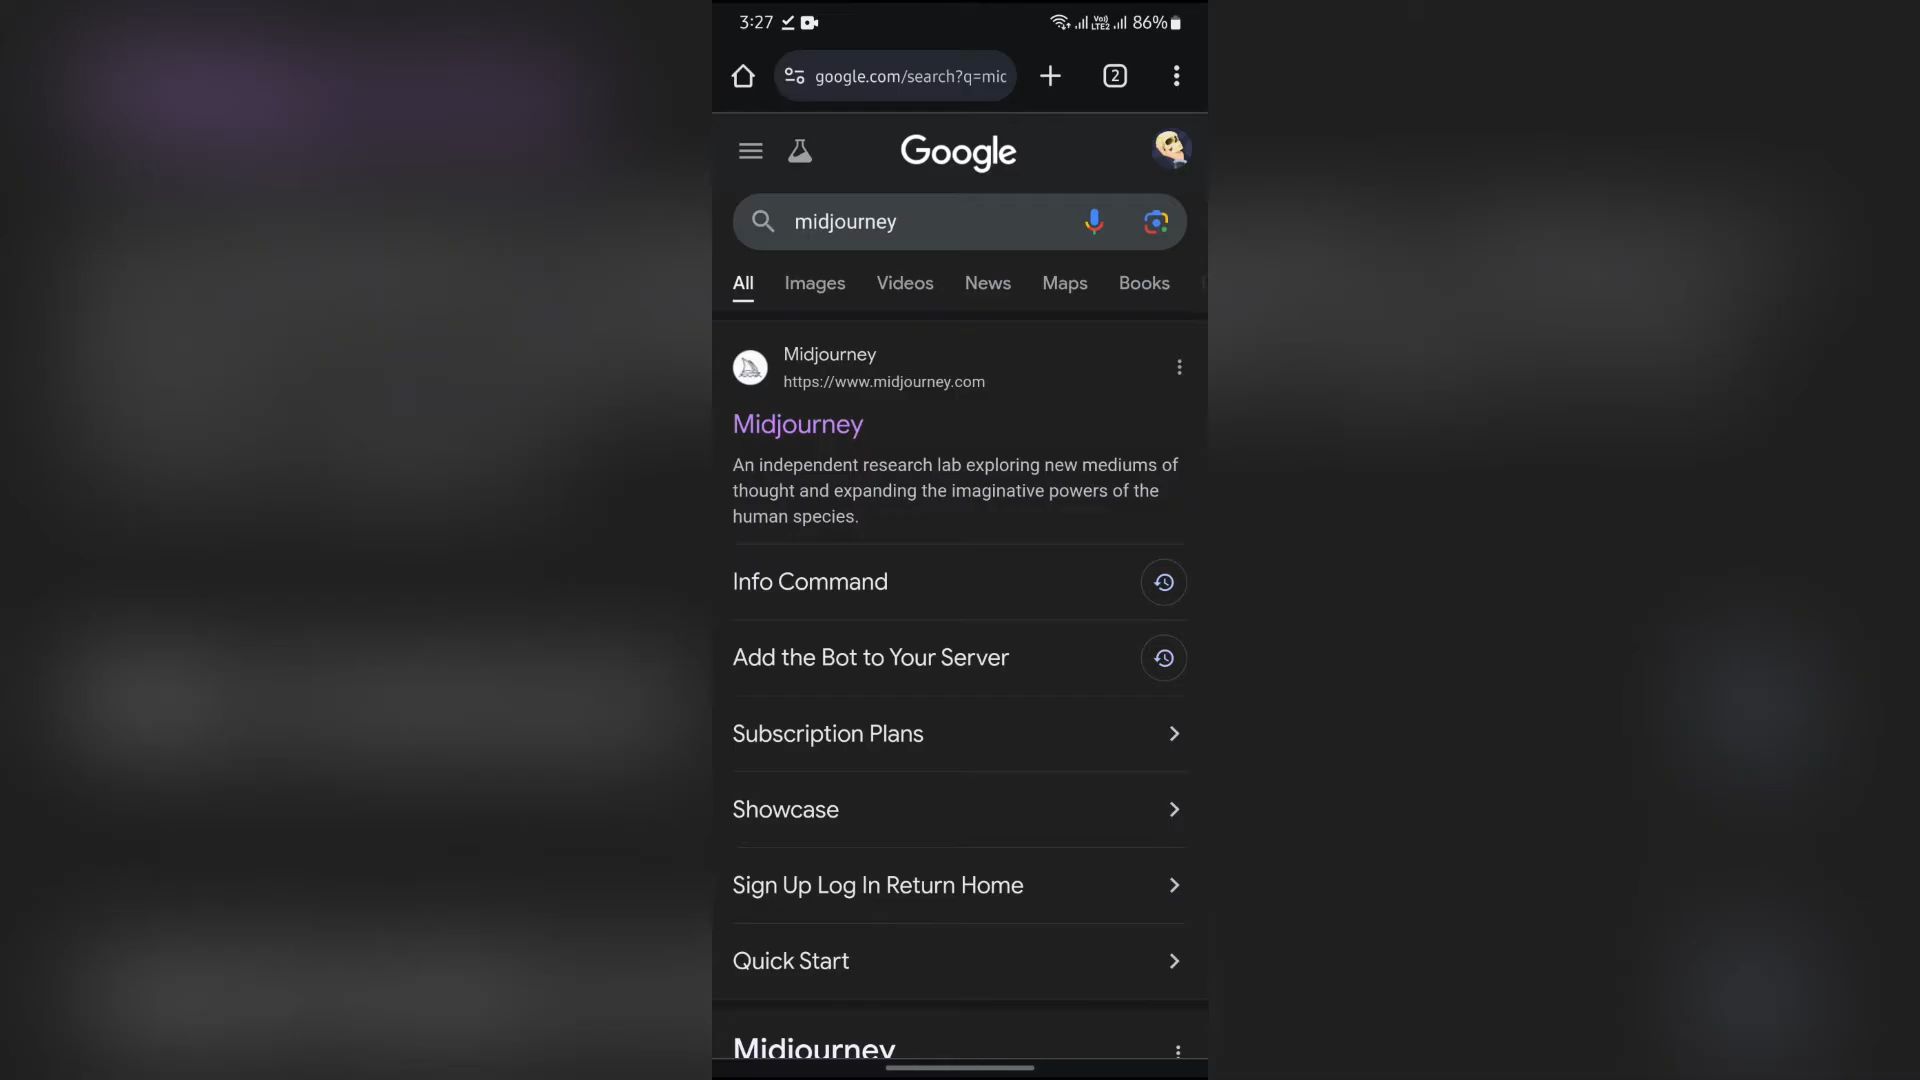 3:27 86%
VoI) LTE2
google.com/search?q=mic 2
Google
midjourney
All Images Videos News Maps Books
Midjourney
https://www.midjourney.com
Midjourney
An independent research lab exploring new mediums of
thought and expanding the imaginative powers of the
human species.
Info Command
Add the Bot to Your Server
Subscription Plans
Showcase
Sign Up Log In Return Home
Quick Start
Midjourney